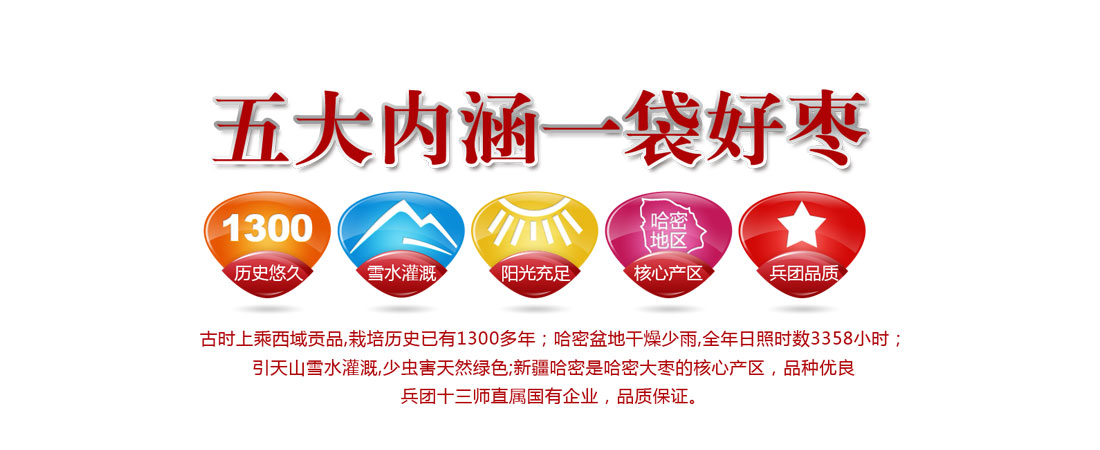 五大内涵一袋好枣
1300
历史悠久
雪水灌溉
阳光充足
哈密
地区
核心产区
兵团品质
古时上乘西域贡品,栽培历史已有1300多年；哈密盆地干燥少雨,全年日照时数3358小时；
引天山雪水灌溉,少虫害天然绿色;新疆哈密是哈密大枣的核心产区，品种优良
兵团十三师直属国有企业，品质保证。